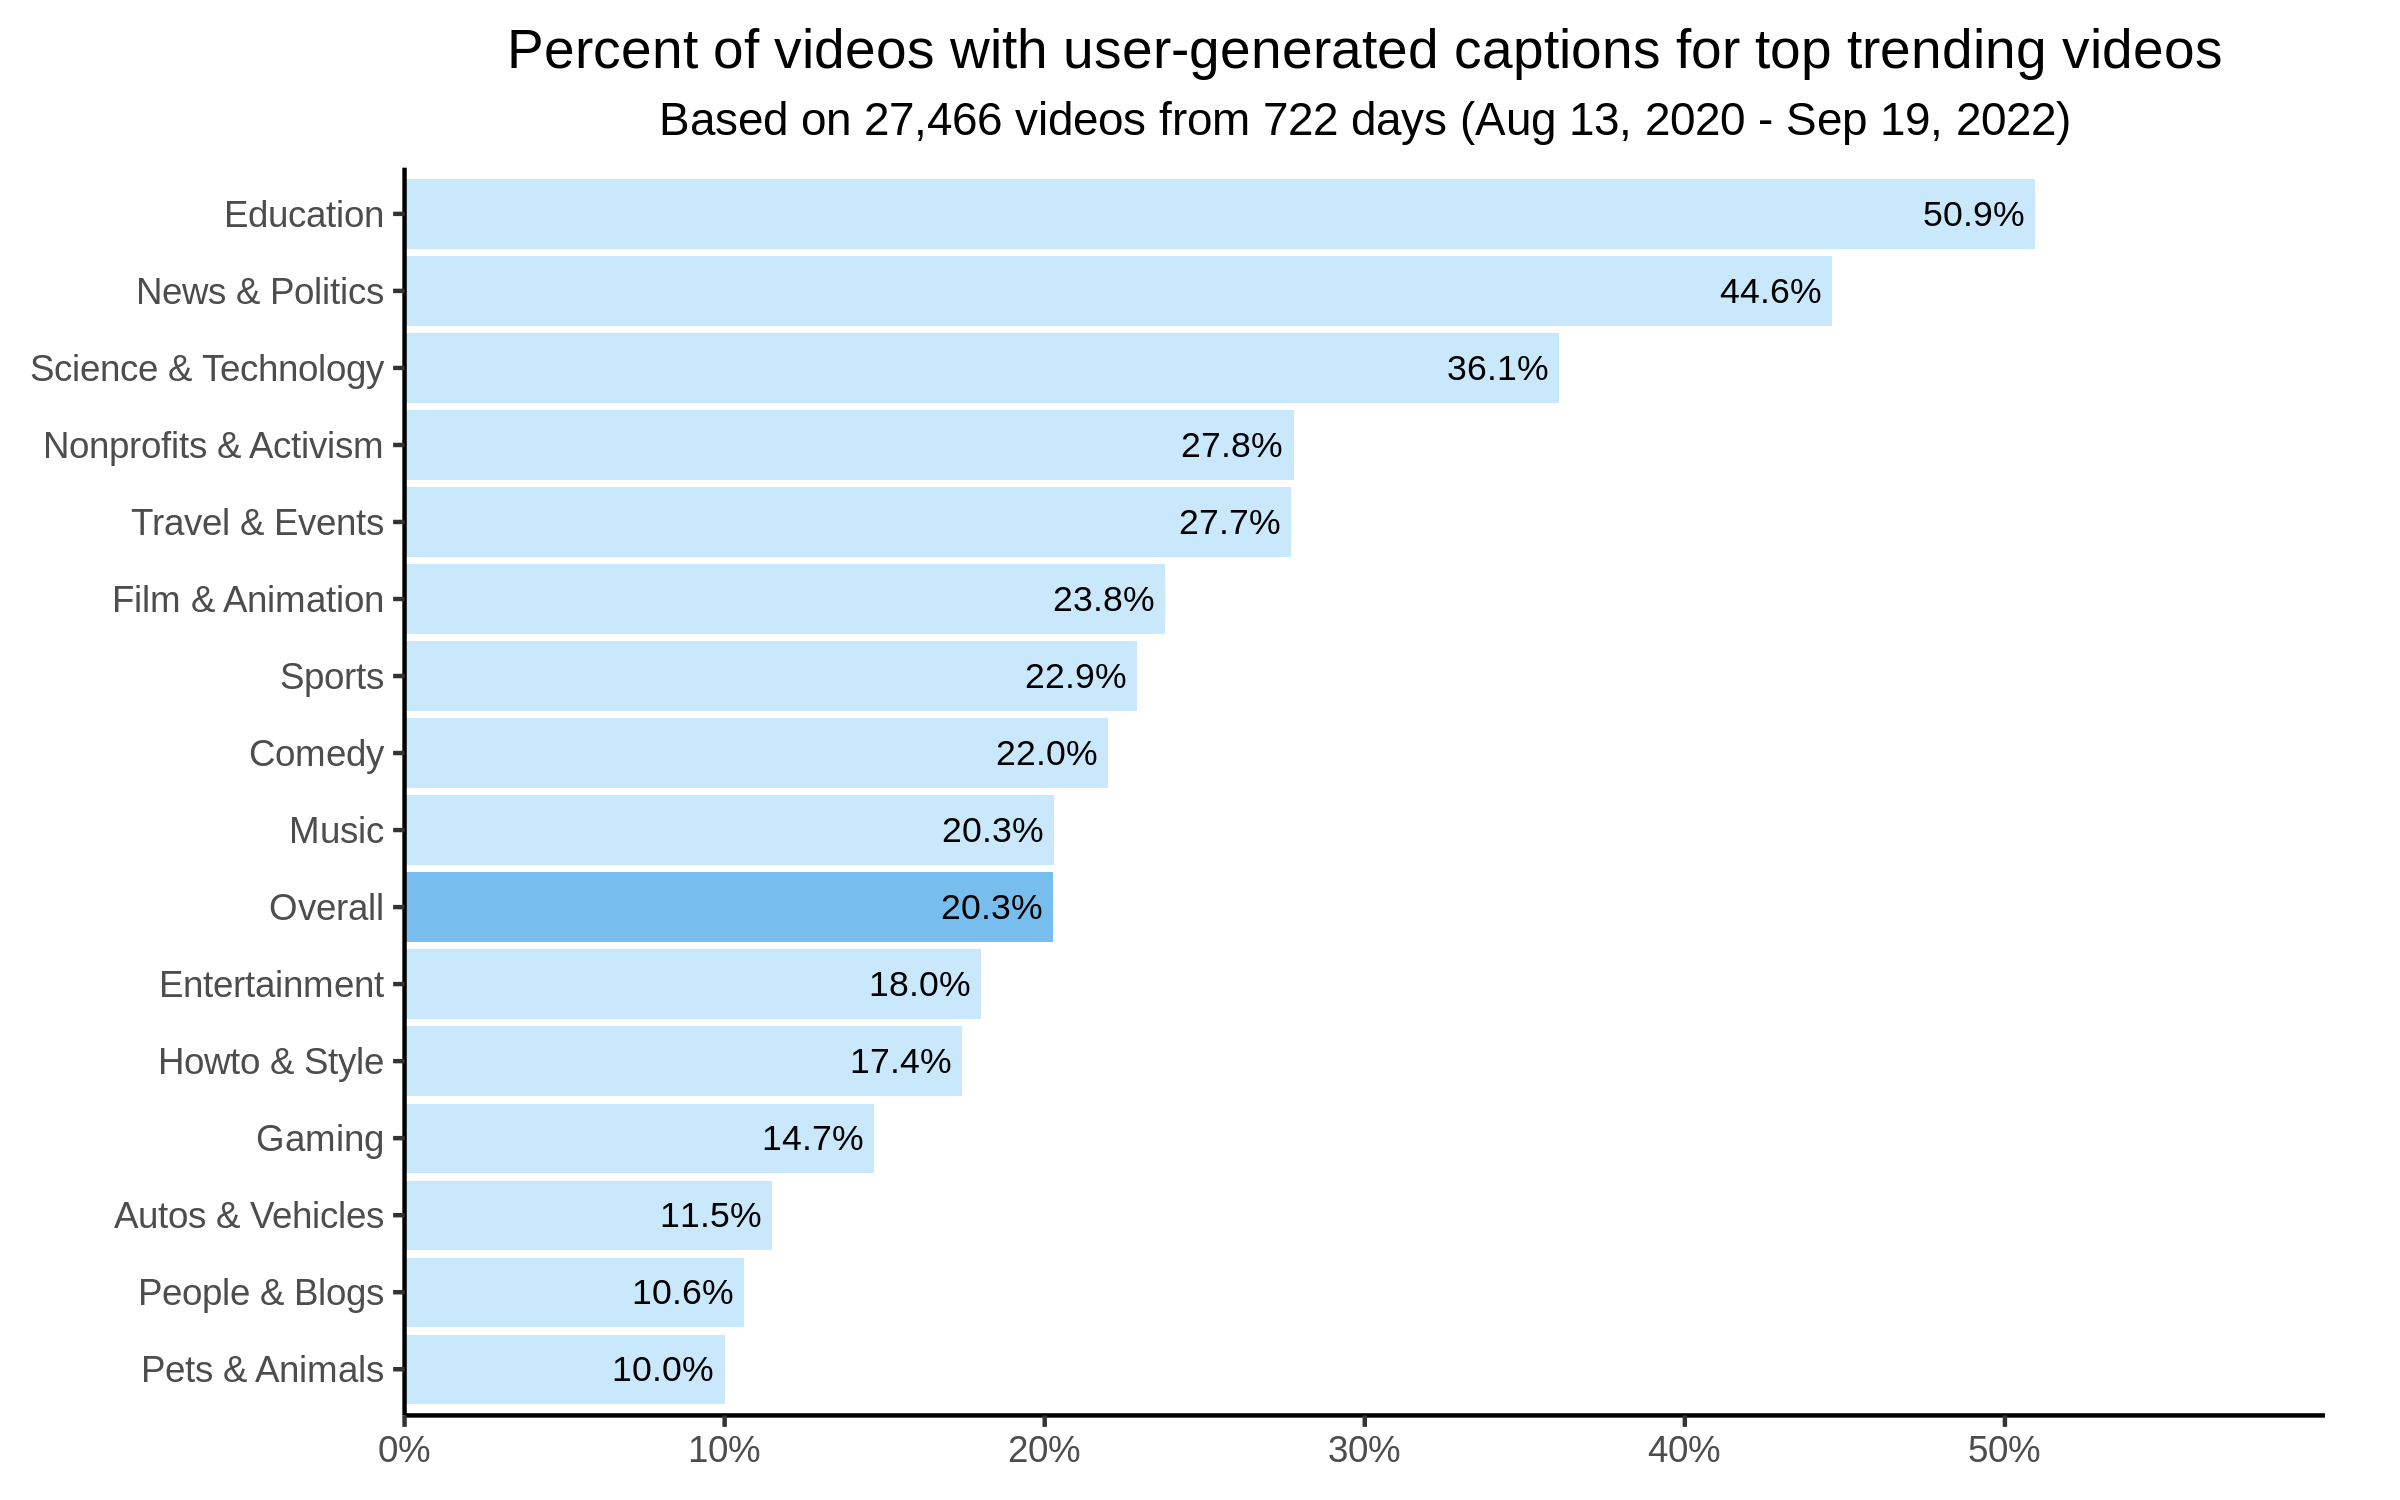 Percent of videos with user-generated captions for top trending videos
Based on 27,466 videos from 722 days (Aug 13, 2020 - Sep 19, 2022)
Education 50.9%
News & Politics 44.6%
Science & Technology 36.1%
Nonprofits & Activism 27.8%
Travel & Events 27.7%
Film & Animation 23.8%
Sports 22.9%
Comedy 22.0%
Music 20.3%
Overall 20.3%
Entertainment 18.0%
Howto & Style 17.4%
Gaming 14.7%
Autos & Vehicles 11.5%
People & Blogs 10.6%
Pets & Animals 10.0%
0% 10% 20% 30% 40% 50%